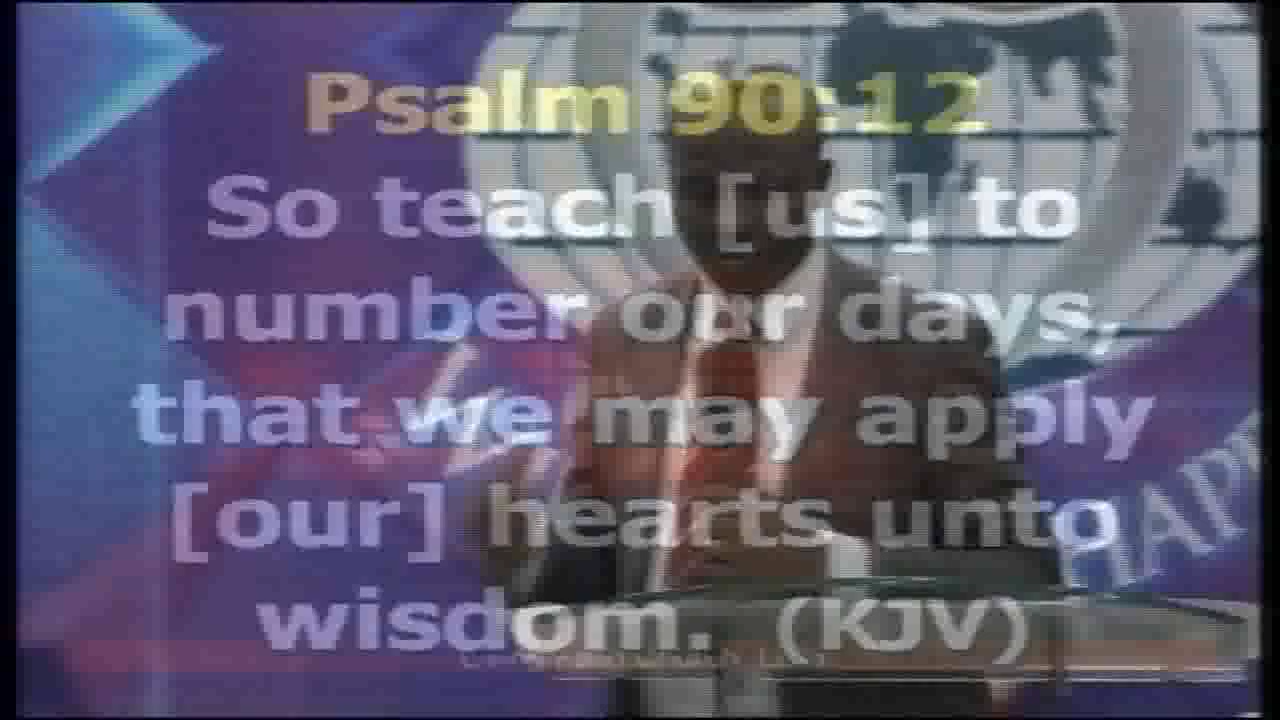 Psalm 90:12
So teach [us] to
number our days,
that we may apply
[our] hearts unto
wisdom. (KJV)